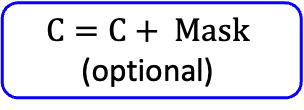 C = C + Mask
(optional)